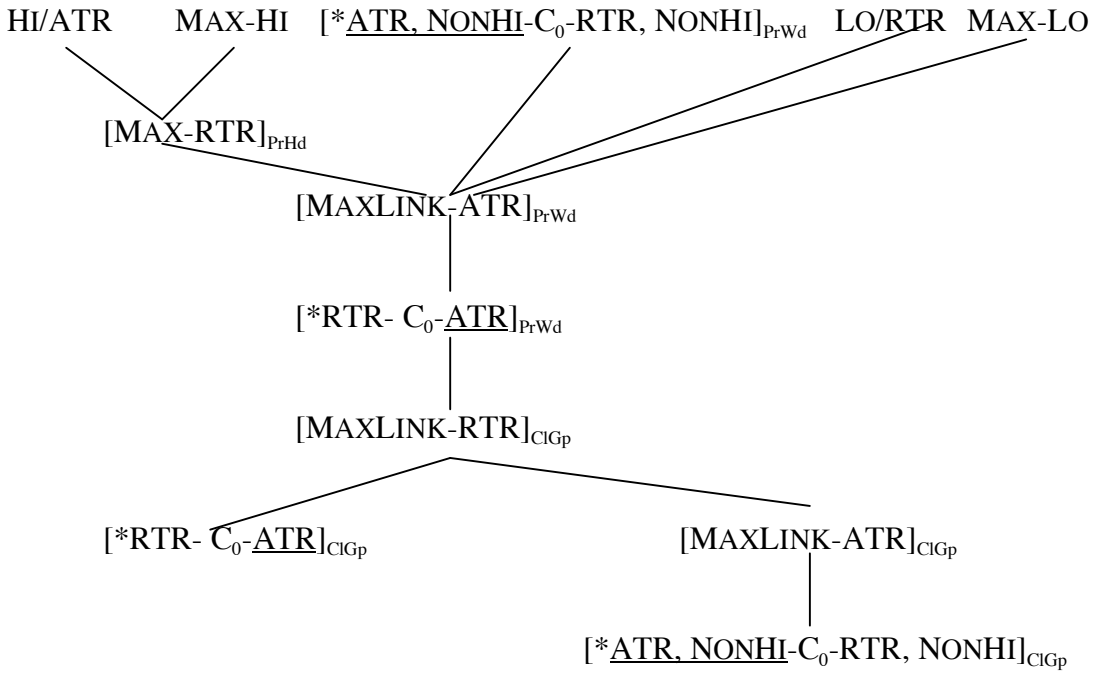 HI/ATR MAX-HI [*ATR, NONHI-C₀-RTR, NONHI]PrWd LO/RTR MAX-LO
[MAX-RTR]PrHd
[MAXLINK-ATR]PrWd
[*RTR- C₀-ATR]PrWd
[MAXLINK-RTR]ClGp
[*RTR- C₀-ATR]ClGp [MAXLINK-ATR]ClGp
[*ATR, NONHI-C₀-RTR, NONHI]ClGp